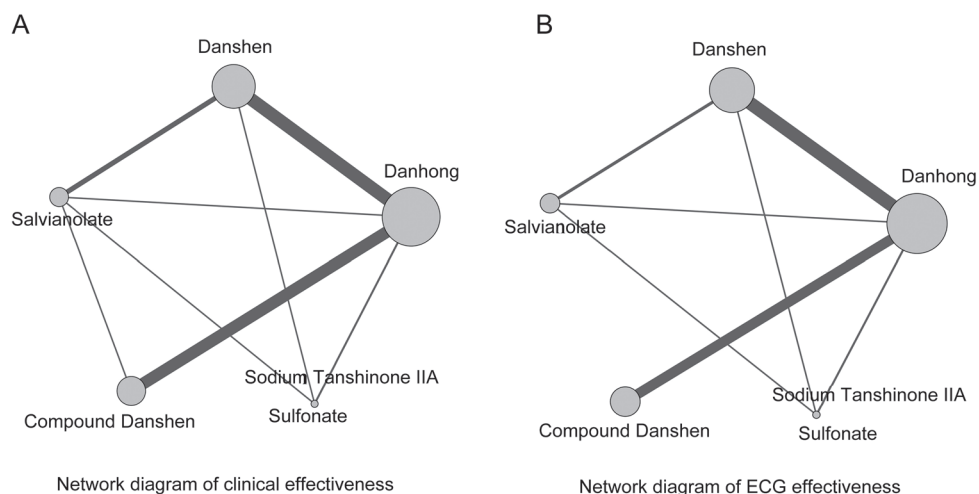 A
Danshen
Danhong
Salvianolate
Sodium Tanshinone IIA
Sulfonate
Compound Danshen
Network diagram of clinical effectiveness
B
Danshen
Danhong
Salvianolate
Sodium Tanshinone IIA
Sulfonate
Compound Danshen
Network diagram of ECG effectiveness